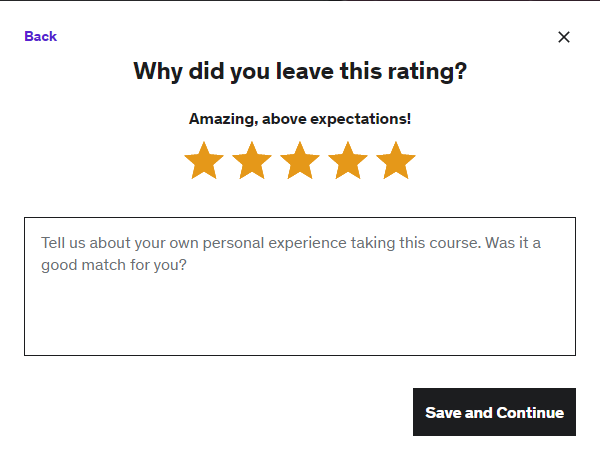 Back
Why did you leave this rating?
Amazing, above expectations!
Tell us about your own personal experience taking this course. Was it a
good match for you?
Save and Continue